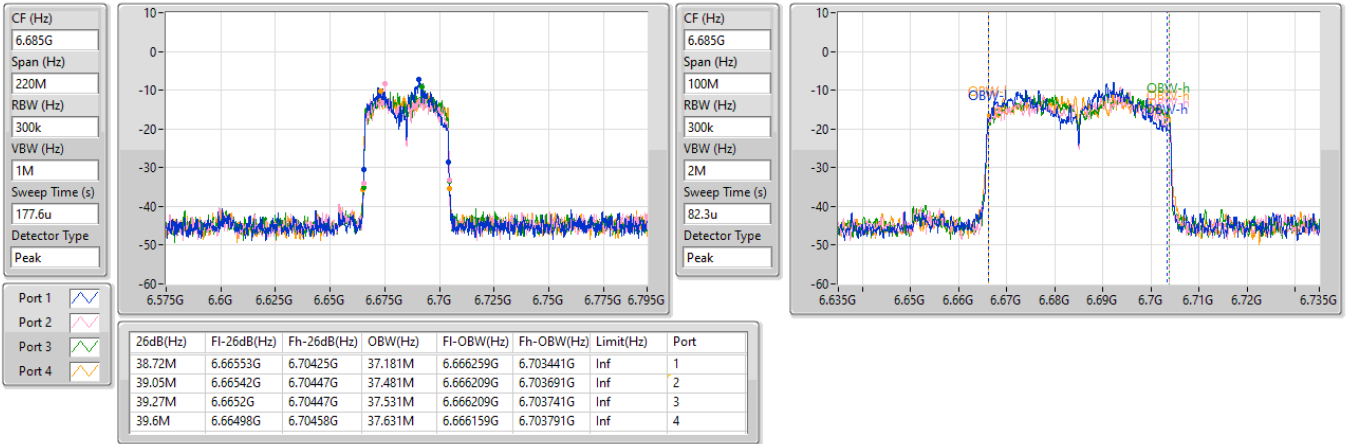 CF (Hz)
6.685G
Span (Hz)
220M
RBW (Hz)
300k
VBW (Hz)
1M
Sweep Time (s)
177.6u
Detector Type
Peak
10
0
-10
-20
-30
-40
-50
-60
6.575G 6.6G 6.625G 6.65G 6.675G 6.7G 6.725G 6.75G 6.775G 6.795G
CF (Hz)
6.685G
Span (Hz)
100M
RBW (Hz)
300k
VBW (Hz)
2M
Sweep Time (s)
82.3u
Detector Type
Peak
10
0
-10
-20
-30
-40
-50
-60
OBW-h
OBW-h
6.635G 6.65G 6.66G 6.67G 6.68G 6.69G 6.7G 6.71G 6.72G 6.735G
Port 1
Port 2
Port 3
Port 4
26dB(Hz) Fl-26dB(Hz) Fh-26dB(Hz) OBW(Hz) Fl-OBW(Hz) Fh-OBW(Hz) Limit(Hz) Port
38.72M 6.66553G 6.70425G 37.181M 6.666259G 6.703441G Inf 1
39.05M 6.66542G 6.70447G 37.481M 6.666209G 6.703691G Inf 2
39.27M 6.6652G 6.70447G 37.531M 6.666209G 6.703741G Inf 3
39.6M 6.66498G 6.70458G 37.631M 6.666159G 6.703791G Inf 4